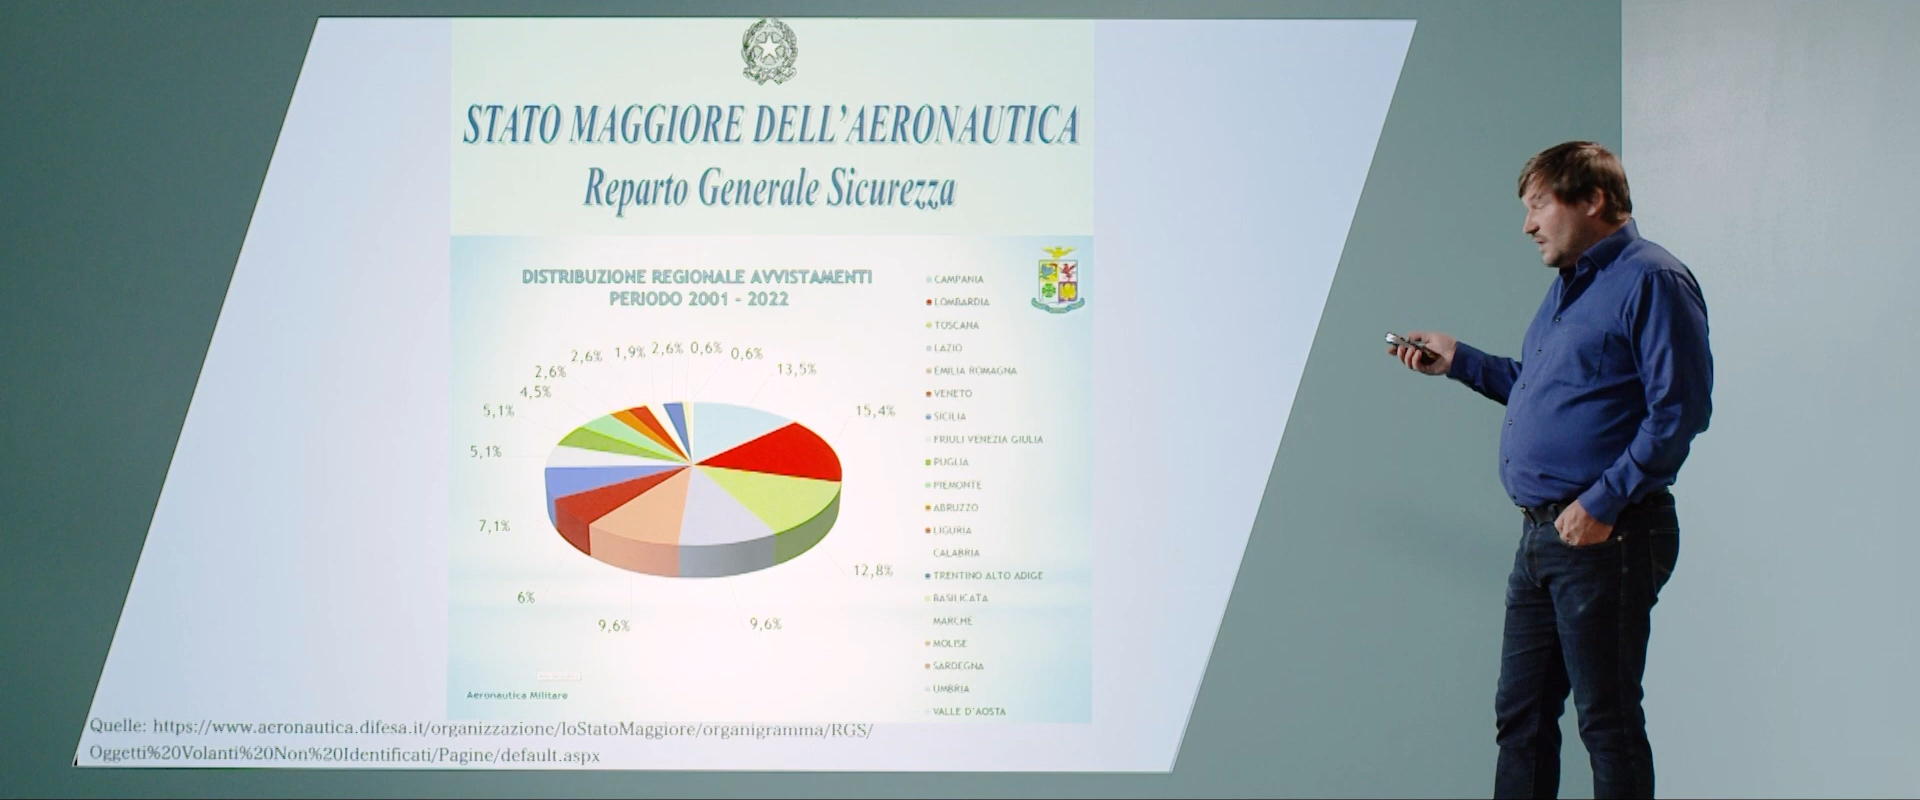 STATO MAGGIORE DELL'AERONAUTICA
Reparto Generale Sicurezza
DISTRIBUZIONE REGIONALE AVVISTAMENTI
PERIODO 2001 - 2022
2,6% 1,9% 2,6% 0,6% 0,6%
2,6%
13,5%
4,5%
5,1%
15,4%
5,1%
7,1%
12,8%
6%
9,6%
9,6%
CAMPANIA
LOMBARDIA
TOSCANA
LAZIO
EMILIA ROMAGNA
VENETO
SICILIA
FRIULI VENEZIA GIULIA
PUGLIA
PIEMONTE
ABRUZZO
LIGURIA
CALABRIA
TRENTINO ALTO ADIGE
BASILICATA
MARCHE
MOLISE
SARDEGNA
UMBRIA
VALLE D'AOSTA
Aeronautica Militare
Quelle: https://www.aeronautica.difesa.it/organizzazione/loStatoMaggiore/organigramma/RGS/
Oggetti%20Volanti%20Non%20Identificati/Pagine/default.aspx